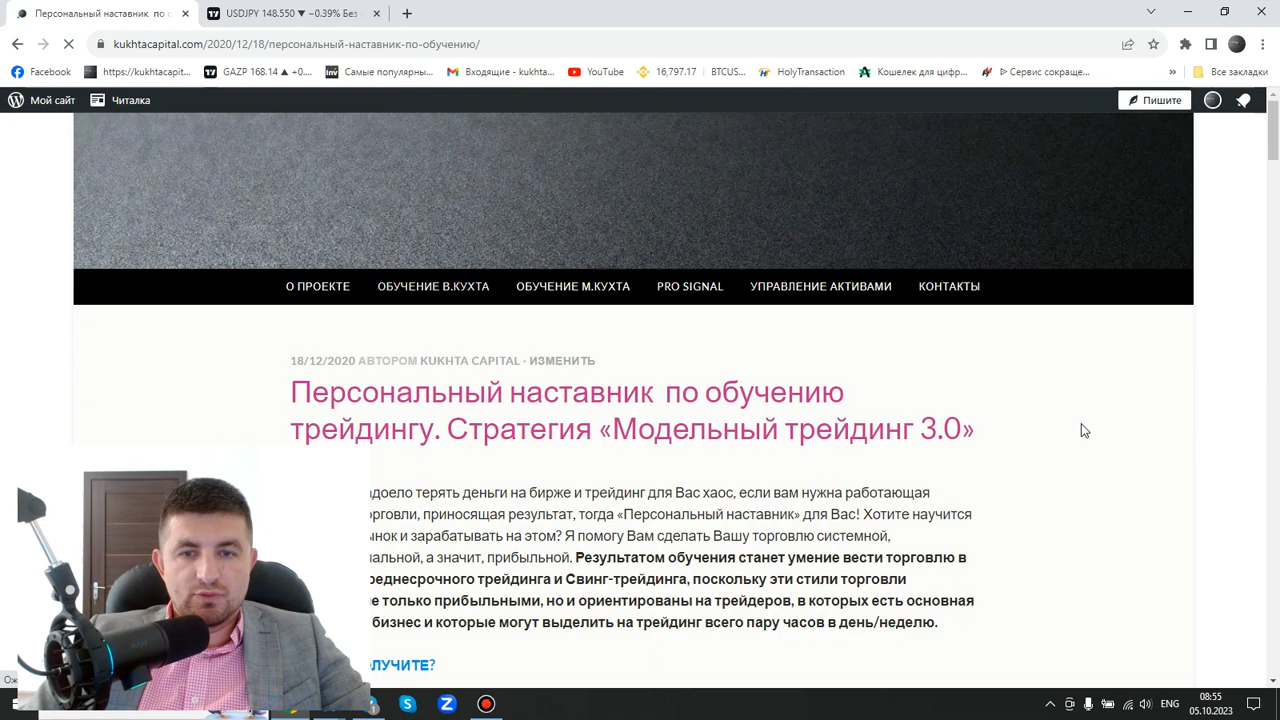 Персональный наставник по с
USDJPY 148.550 ▼ −0.39% Без
kukhtacapital.com/2020/12/18/персональный-наставник-по-обучению/
Facebook
https://kukhtacapit...
GAZP 168.14 ▲ +0....
Самые популярны...
Входящие - kukhta...
YouTube
16,797.17
BTCUS...
HolyTransaction
Кошелек для цифр...
Сервис сокраще...
»
Все закладки
Мой сайт
Читалка
Пишите
О ПРОЕКТЕ
ОБУЧЕНИЕ В.КУХТА
ОБУЧЕНИЕ М.КУХТА
PRO SIGNAL
УПРАВЛЕНИЕ АКТИВАМИ
КОНТАКТЫ
18/12/2020 АВТОРОМ KUKHTA CAPITAL · ИЗМЕНИТЬ
Персональный наставник по обучению
трейдингу. Стратегия «Модельный трейдинг 3.0»
адоело терять деньги на бирже и трейдинг для Вас хаос, если вам нужна работающая
орговли, приносящая результат, тогда «Персональный наставник» для Вас! Хотите научится
ынок и зарабатывать на этом? Я помогу Вам сделать Вашу торговлю системной,
альной, а значит, прибыльной. Результатом обучения станет умение вести торговлю в
реднесрочного трейдинга и Свинг-трейдинга, поскольку эти стили торговли
е только прибыльными, но и ориентированы на трейдеров, в которых есть основная
бизнес и которые могут выделить на трейдинг всего пару часов в день/неделю.
ЛУЧИТЕ?
ENG
08:55
05.10.2023